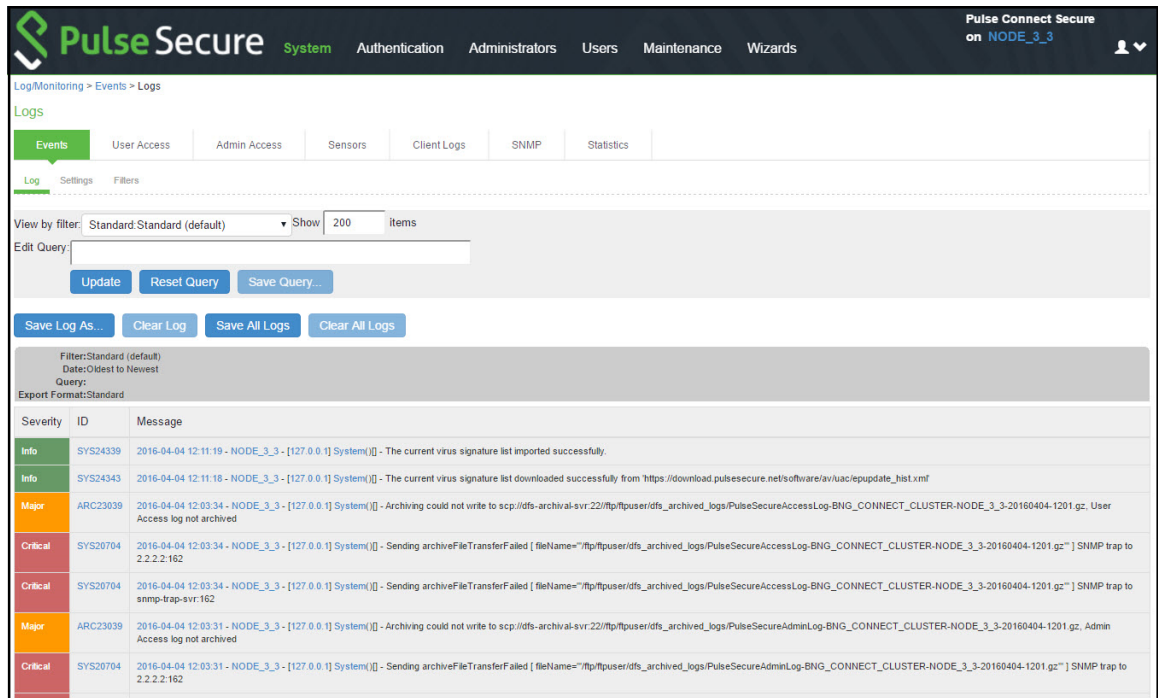 Pulse Secure
System Authentication Administrators Users Maintenance Wizards
Pulse Connect Secure
on NODE_3_3
Log/Monitoring > Events > Logs
Logs
Events User Access Admin Access Sensors Client Logs SNMP Statistics
Log Settings Filters
View by filter: Standard:Standard (default) Show 200 items
Edit Query:
Update Reset Query Save Query...
Save Log As... Clear Log Save All Logs Clear All Logs
Filter:Standard (default)
Date:Oldest to Newest
Query:
Export Format:Standard
Severity ID Message
Info SYS24339 2016-04-04 12:11:19 - NODE_3_3 - [127.0.0.1] System()[] - The current virus signature list imported successfully.
Info SYS24343 2016-04-04 12:11:18 - NODE_3_3 - [127.0.0.1] System()[] - The current virus signature list downloaded successfully from 'https://download.pulsesecure.net/software/av/uac/epupdate_hist.xml'
Major ARC23039 2016-04-04 12:03:34 - NODE_3_3 - [127.0.0.1] System()[] - Archiving could not write to scp://dfs-archival-svr:22//ftp/ftpuser/dfs_archived_logs/PulseSecureAccessLog-BNG_CONNECT_CLUSTER-NODE_3_3-20160404-1201.gz, User
Access log not archived
Critical SYS20704 2016-04-04 12:03:34 - NODE_3_3 - [127.0.0.1] System()[] - Sending archiveFileTransferFailed [ fileName='"/ftp/ftpuser/dfs_archived_logs/PulseSecureAccessLog-BNG_CONNECT_CLUSTER-NODE_3_3-20160404-1201.gz"' ] SNMP trap to
2.2.2.2:162
Critical SYS20704 2016-04-04 12:03:34 - NODE_3_3 - [127.0.0.1] System()[] - Sending archiveFileTransferFailed [ fileName='"/ftp/ftpuser/dfs_archived_logs/PulseSecureAccessLog-BNG_CONNECT_CLUSTER-NODE_3_3-20160404-1201.gz"' ] SNMP trap to
snmp-trap-svr:162
Major ARC23039 2016-04-04 12:03:31 - NODE_3_3 - [127.0.0.1] System()[] - Archiving could not write to scp://dfs-archival-svr:22//ftp/ftpuser/dfs_archived_logs/PulseSecureAdminLog-BNG_CONNECT_CLUSTER-NODE_3_3-20160404-1201.gz, Admin
Access log not archived
Critical SYS20704 2016-04-04 12:03:31 - NODE_3_3 - [127.0.0.1] System()[] - Sending archiveFileTransferFailed [ fileName='"/ftp/ftpuser/dfs_archived_logs/PulseSecureAdminLog-BNG_CONNECT_CLUSTER-NODE_3_3-20160404-1201.gz"' ] SNMP trap to
2.2.2.2:162